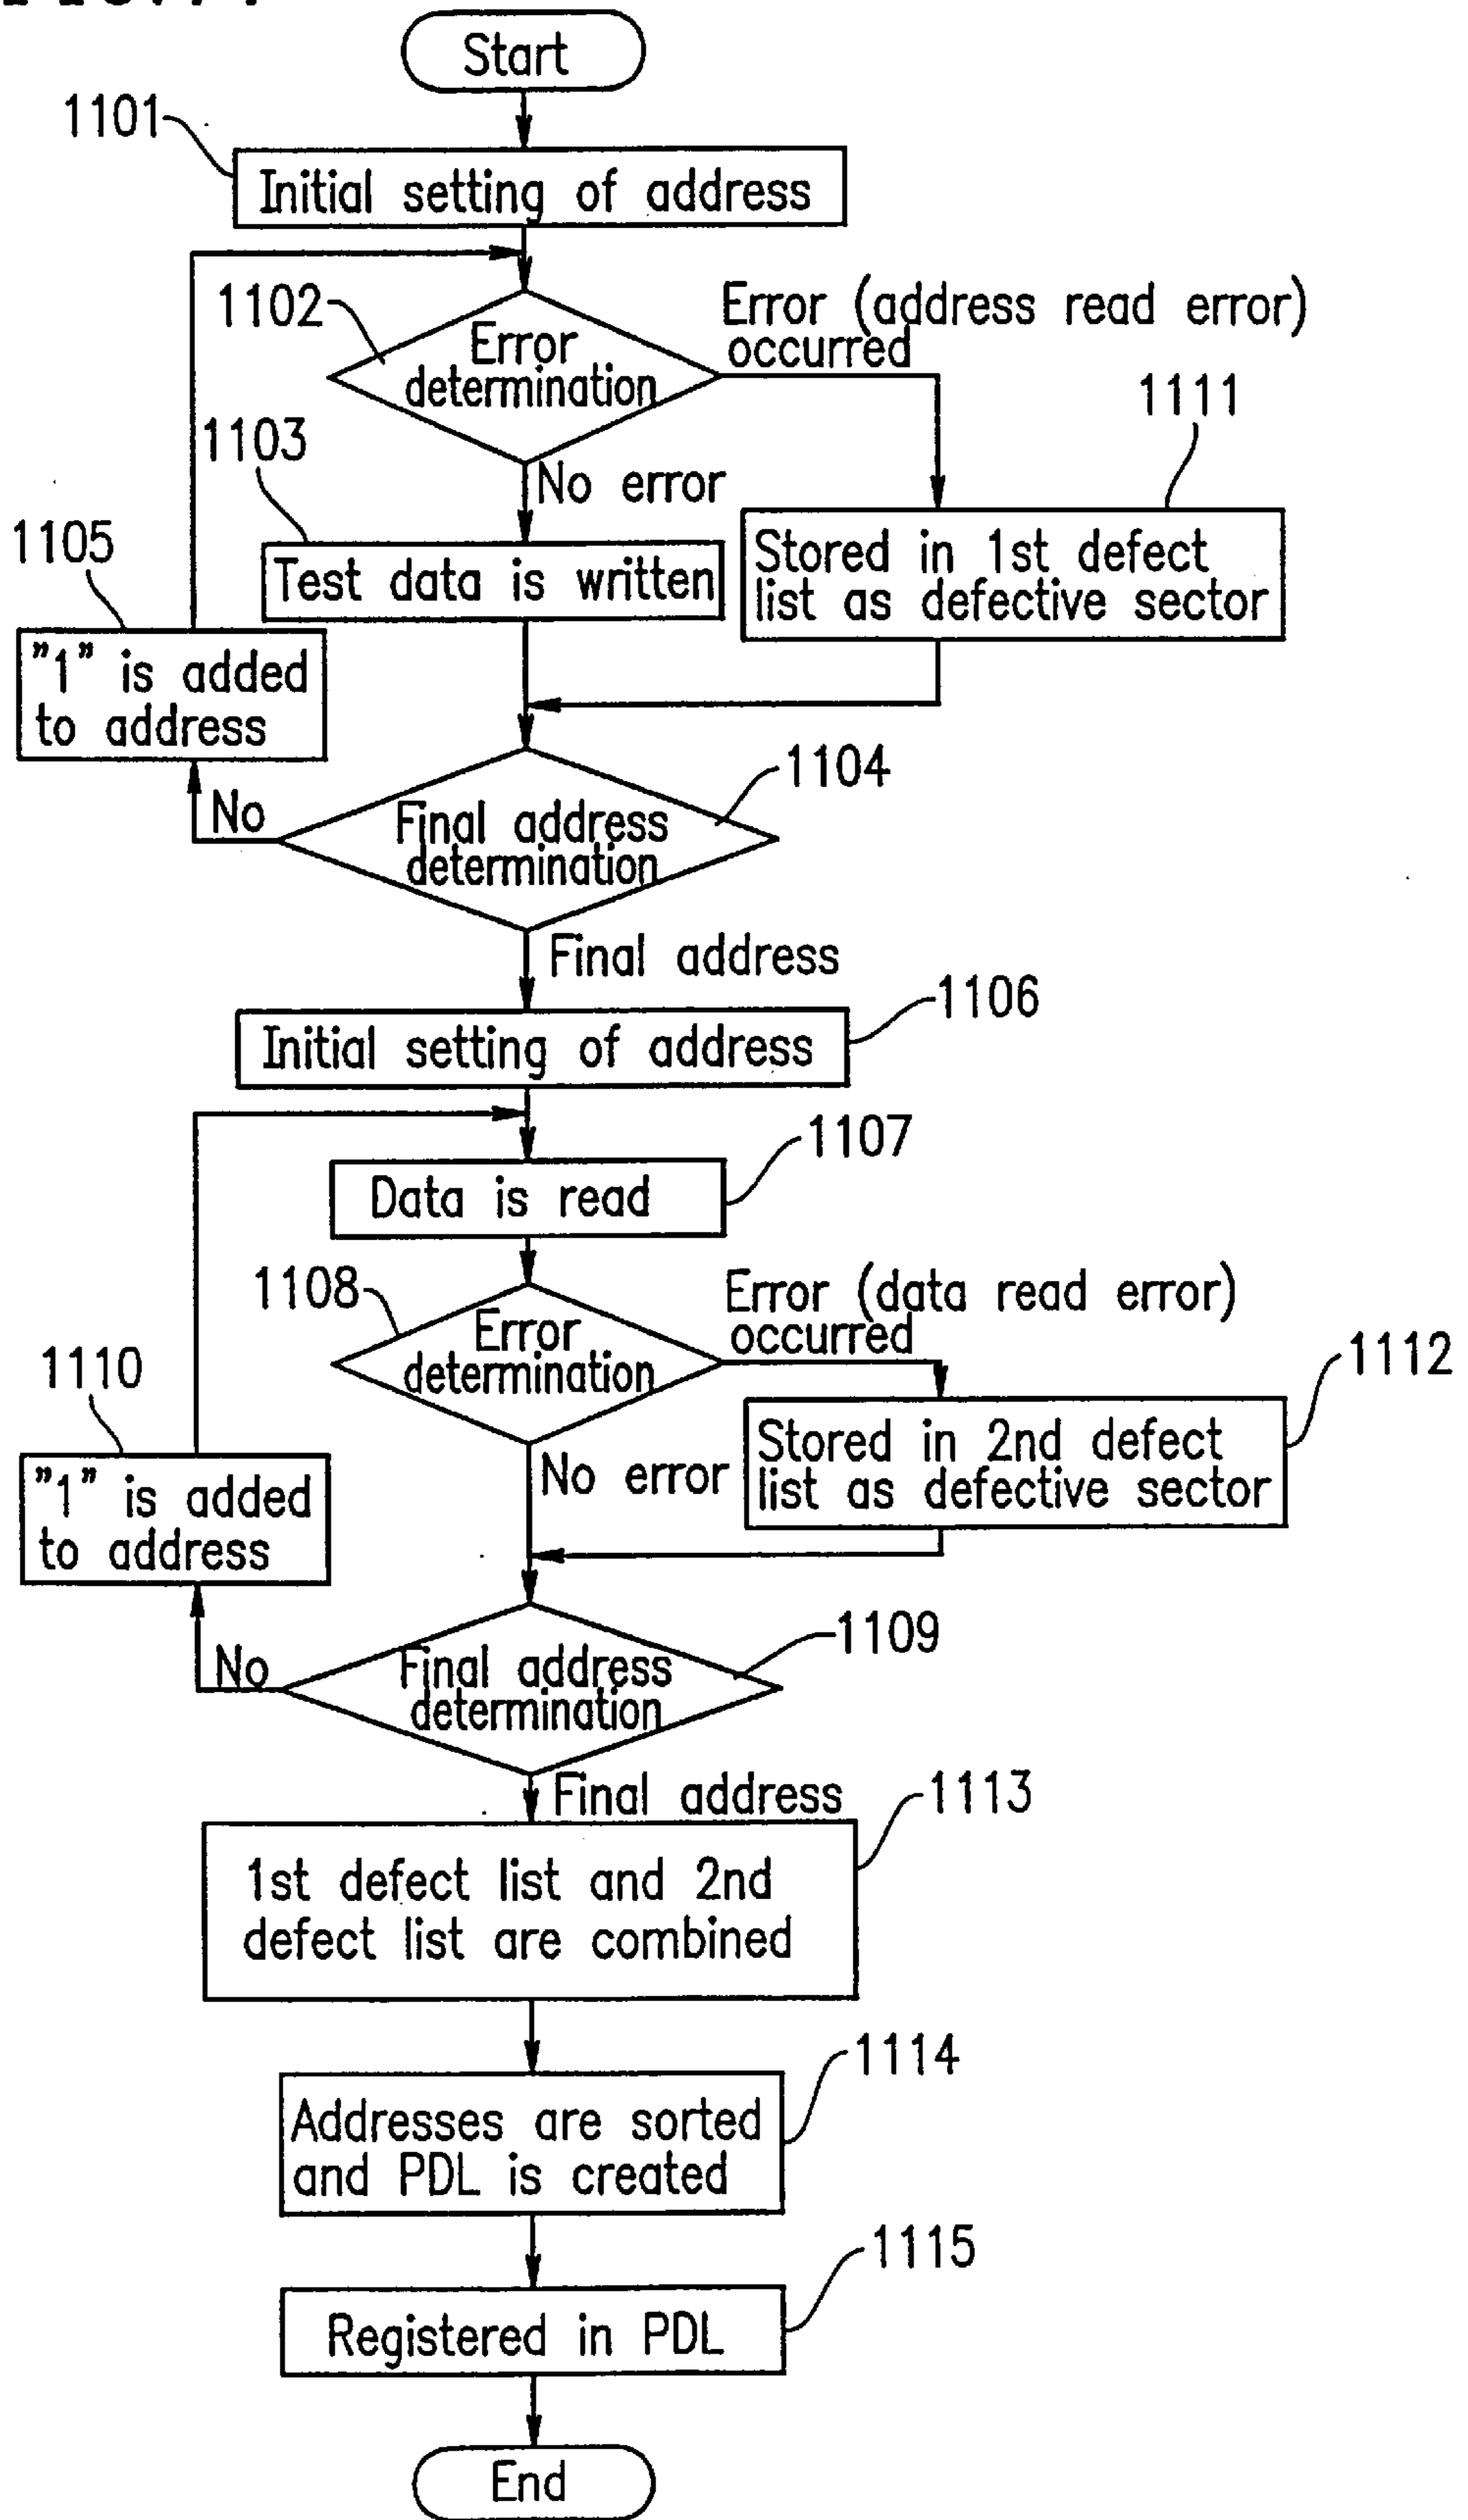 Start
1101
Initial setting of address
1102
Error
determination
Error (address read error)
occurred
1111
1103
No error
1105
Test data is written
Stored in 1st defect
list as defective sector
"1" is added
to address
1104
No
Final address
determination
Final address
1106
Initial setting of address
1107
Data is read
1108
Error
determination
Error (data read error)
occurred
1112
1110
No error
Stored in 2nd defect
list as defective sector
"1" is added
to address
1109
No
Final address
determination
Final address
1113
1st defect list and 2nd
defect list are combined
1114
Addresses are sorted
and PDL is created
1115
Registered in PDL
End